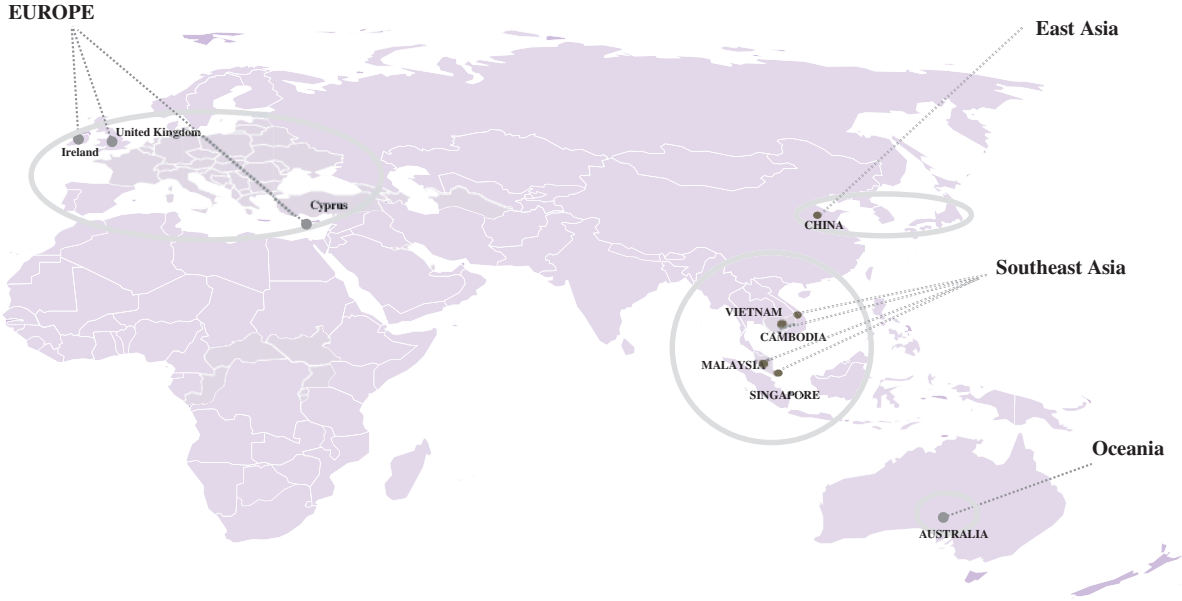 EUROPE
East Asia
United Kingdom
Ireland
Cyprus
CHINA
Southeast Asia
VIETNAM
CAMBODIA
MALAYSIA
SINGAPORE
Oceania
AUSTRALIA